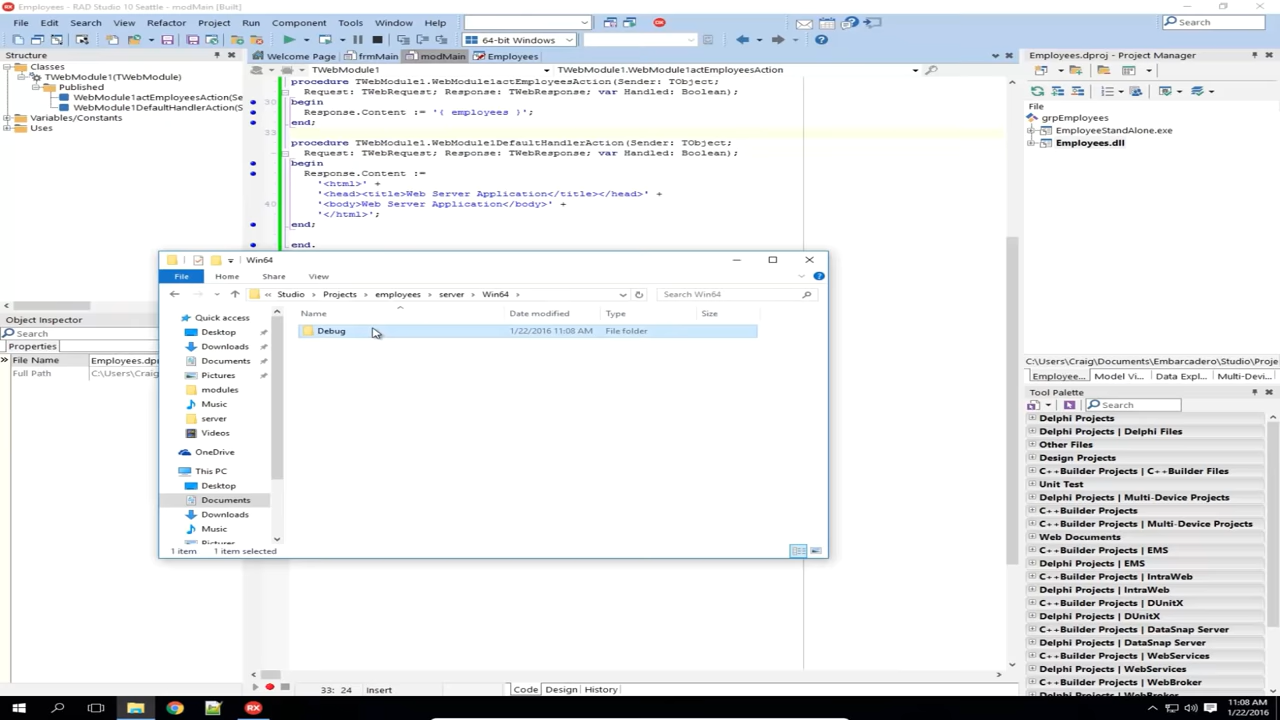 Employees - RAD Studio 10 Seattle - modMain [Built]
File Edit Search View Refactor Project Run Component Tools Window Help
Search
64-bit Windows
Structure
Classes
TWebModule1(TWebModule)
Published
WebModule1actEmployeesAction(Se
WebModule1DefaultHandlerAction(S
Variables/Constants
Uses
Welcome Page frmMain modMain Employees
TWebModule1 TWebModule1.WebModule1actEmployeesAction
procedure TWebModule1.WebModule1actEmployeesAction(Sender: TObject;
Request: TWebRequest; Response: TWebResponse; var Handled: Boolean);
30 begin
Response.Content := '{ employees }';
end;
33
procedure TWebModule1.WebModule1DefaultHandlerAction(Sender: TObject;
Request: TWebRequest; Response: TWebResponse; var Handled: Boolean);
begin
Response.Content :=
'<html>' +
'<head><title>Web Server Application</title></head>' +
40 '<body>Web Server Application</body>' +
'</html>';
end;
end.
Object Inspector
Search
Properties
File Name Employees.dpr
Full Path C:\Users\Craig
Win64
File Home Share View
« Studio > Projects > employees > server > Win64 >
Search Win64
Name Date modified Type Size
Debug 1/22/2016 11:08 AM File folder
Quick access
Desktop
Downloads
Documents
Pictures
modules
Music
server
Videos
OneDrive
This PC
Desktop
Documents
Downloads
Music
Pictures
1 item 1 item selected
33: 24 Insert
Code Design History
Employees.dproj - Project Manager
File
grpEmployees
EmployeeStandAlone.exe
Employees.dll
C:\Users\Craig\Documents\Embarcadero\Studio\Proje
Employee... Model Vi... Data Expl... Multi-Devi...
Tool Palette
Search
Delphi Projects
Delphi Projects | Delphi Files
Other Files
Design Projects
C++Builder Projects | C++Builder Files
Unit Test
Delphi Projects | Multi-Device Projects
C++Builder Projects
C++Builder Projects | Multi-Device Projects
Web Documents
C++Builder Projects | EMS
Delphi Projects | EMS
C++Builder Projects | IntraWeb
Delphi Projects | IntraWeb
C++Builder Projects | DUnitX
Delphi Projects | DUnitX
C++Builder Projects | DataSnap Server
Delphi Projects | DataSnap Server
C++Builder Projects | WebServices
Delphi Projects | WebServices
C++Builder Projects | WebBroker
Delphi Projects | WebBroker
11:08 AM
1/22/2016